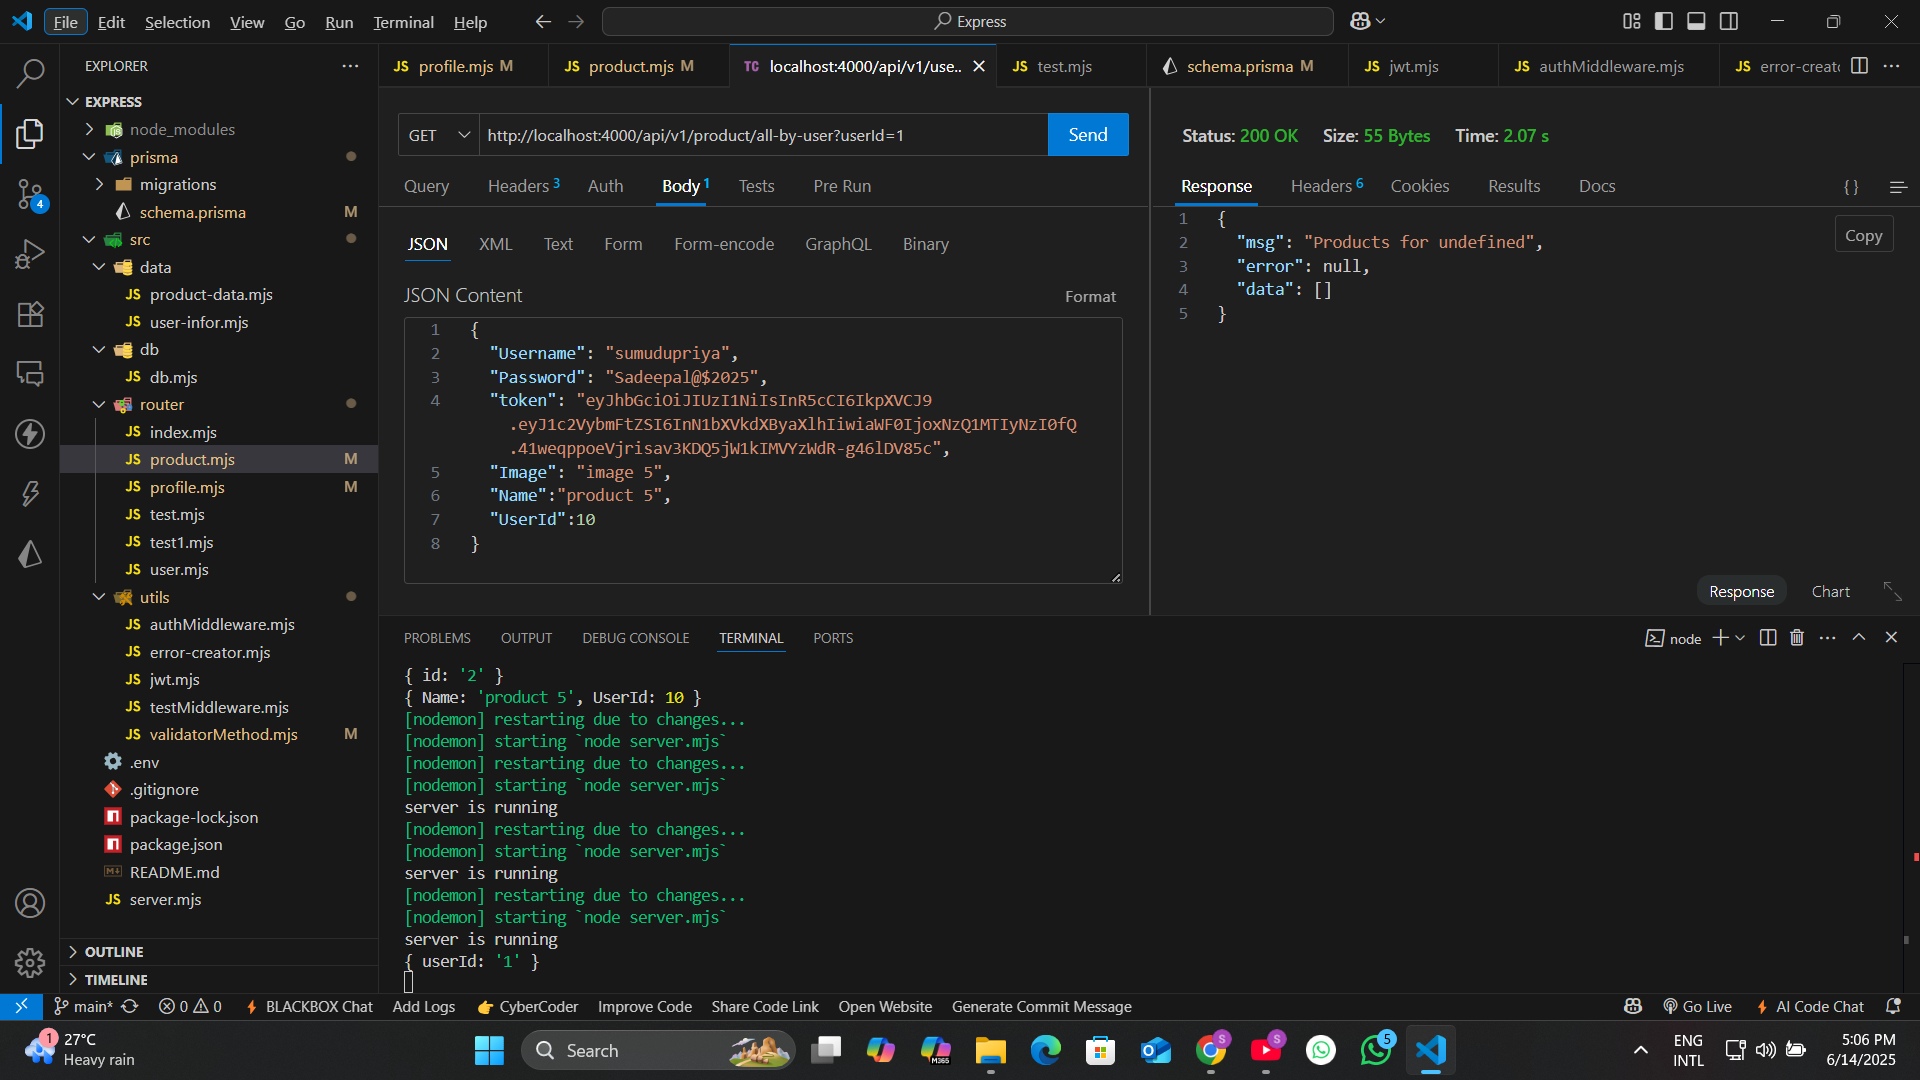 File Edit Selection View Go Run Terminal Help
Express
EXPLORER
EXPRESS
node_modules
prisma
migrations
schema.prisma M
src
data
JS product-data.mjs
JS user-infor.mjs
db
JS db.mjs
router
JS index.mjs
JS product.mjs M
JS profile.mjs M
JS test.mjs
JS test1.mjs
JS user.mjs
utils
JS authMiddleware.mjs
JS error-creator.mjs
JS jwt.mjs
JS testMiddleware.mjs
JS validatorMethod.mjs M
.env
.gitignore
package-lock.json
package.json
README.md
JS server.mjs
OUTLINE
TIMELINE
4
JS profile.mjs M
JS product.mjs M
TC localhost:4000/api/v1/use..
JS test.mjs
schema.prisma M
JS jwt.mjs
JS authMiddleware.mjs
JS error-creat
GET http://localhost:4000/api/v1/product/all-by-user?userId=1 Send
Query Headers 3 Auth Body 1 Tests Pre Run
JSON XML Text Form Form-encode GraphQL Binary
JSON Content Format
1 {
2 "Username": "sumudupriya",
3 "Password": "Sadeepal@$2025",
4 "token": "eyJhbGciOiJIUzI1NiIsInR5cCI6IkpXVCJ9
.eyJ1c2VybmFtZSI6InN1bXVkdXByaXlhIiwiaWF0IjoxNzQ1MTIyNzI0fQ
.41weqppoeVjrisav3KDQ5jW1kIMVYzWdR-g46lDV85c",
5 "Image": "image 5",
6 "Name":"product 5",
7 "UserId":10
8 }
Status: 200 OK Size: 55 Bytes Time: 2.07 s
Response Headers 6 Cookies Results Docs { }
1 {
2 "msg": "Products for undefined",
3 "error": null,
4 "data": []
5 }
Copy
Response Chart
PROBLEMS OUTPUT DEBUG CONSOLE TERMINAL PORTS
node
{ id: '2' }
{ Name: 'product 5', UserId: 10 }
[nodemon] restarting due to changes...
[nodemon] starting `node server.mjs`
[nodemon] restarting due to changes...
[nodemon] starting `node server.mjs`
server is running
[nodemon] restarting due to changes...
[nodemon] starting `node server.mjs`
server is running
[nodemon] restarting due to changes...
[nodemon] starting `node server.mjs`
server is running
{ userId: '1' }
main* 0 0 BLACKBOX Chat Add Logs CyberCoder Improve Code Share Code Link Open Website Generate Commit Message Go Live AI Code Chat
1
27°C
Heavy rain
Search
M365
S
S
5
ENG
INTL
5:06 PM
6/14/2025